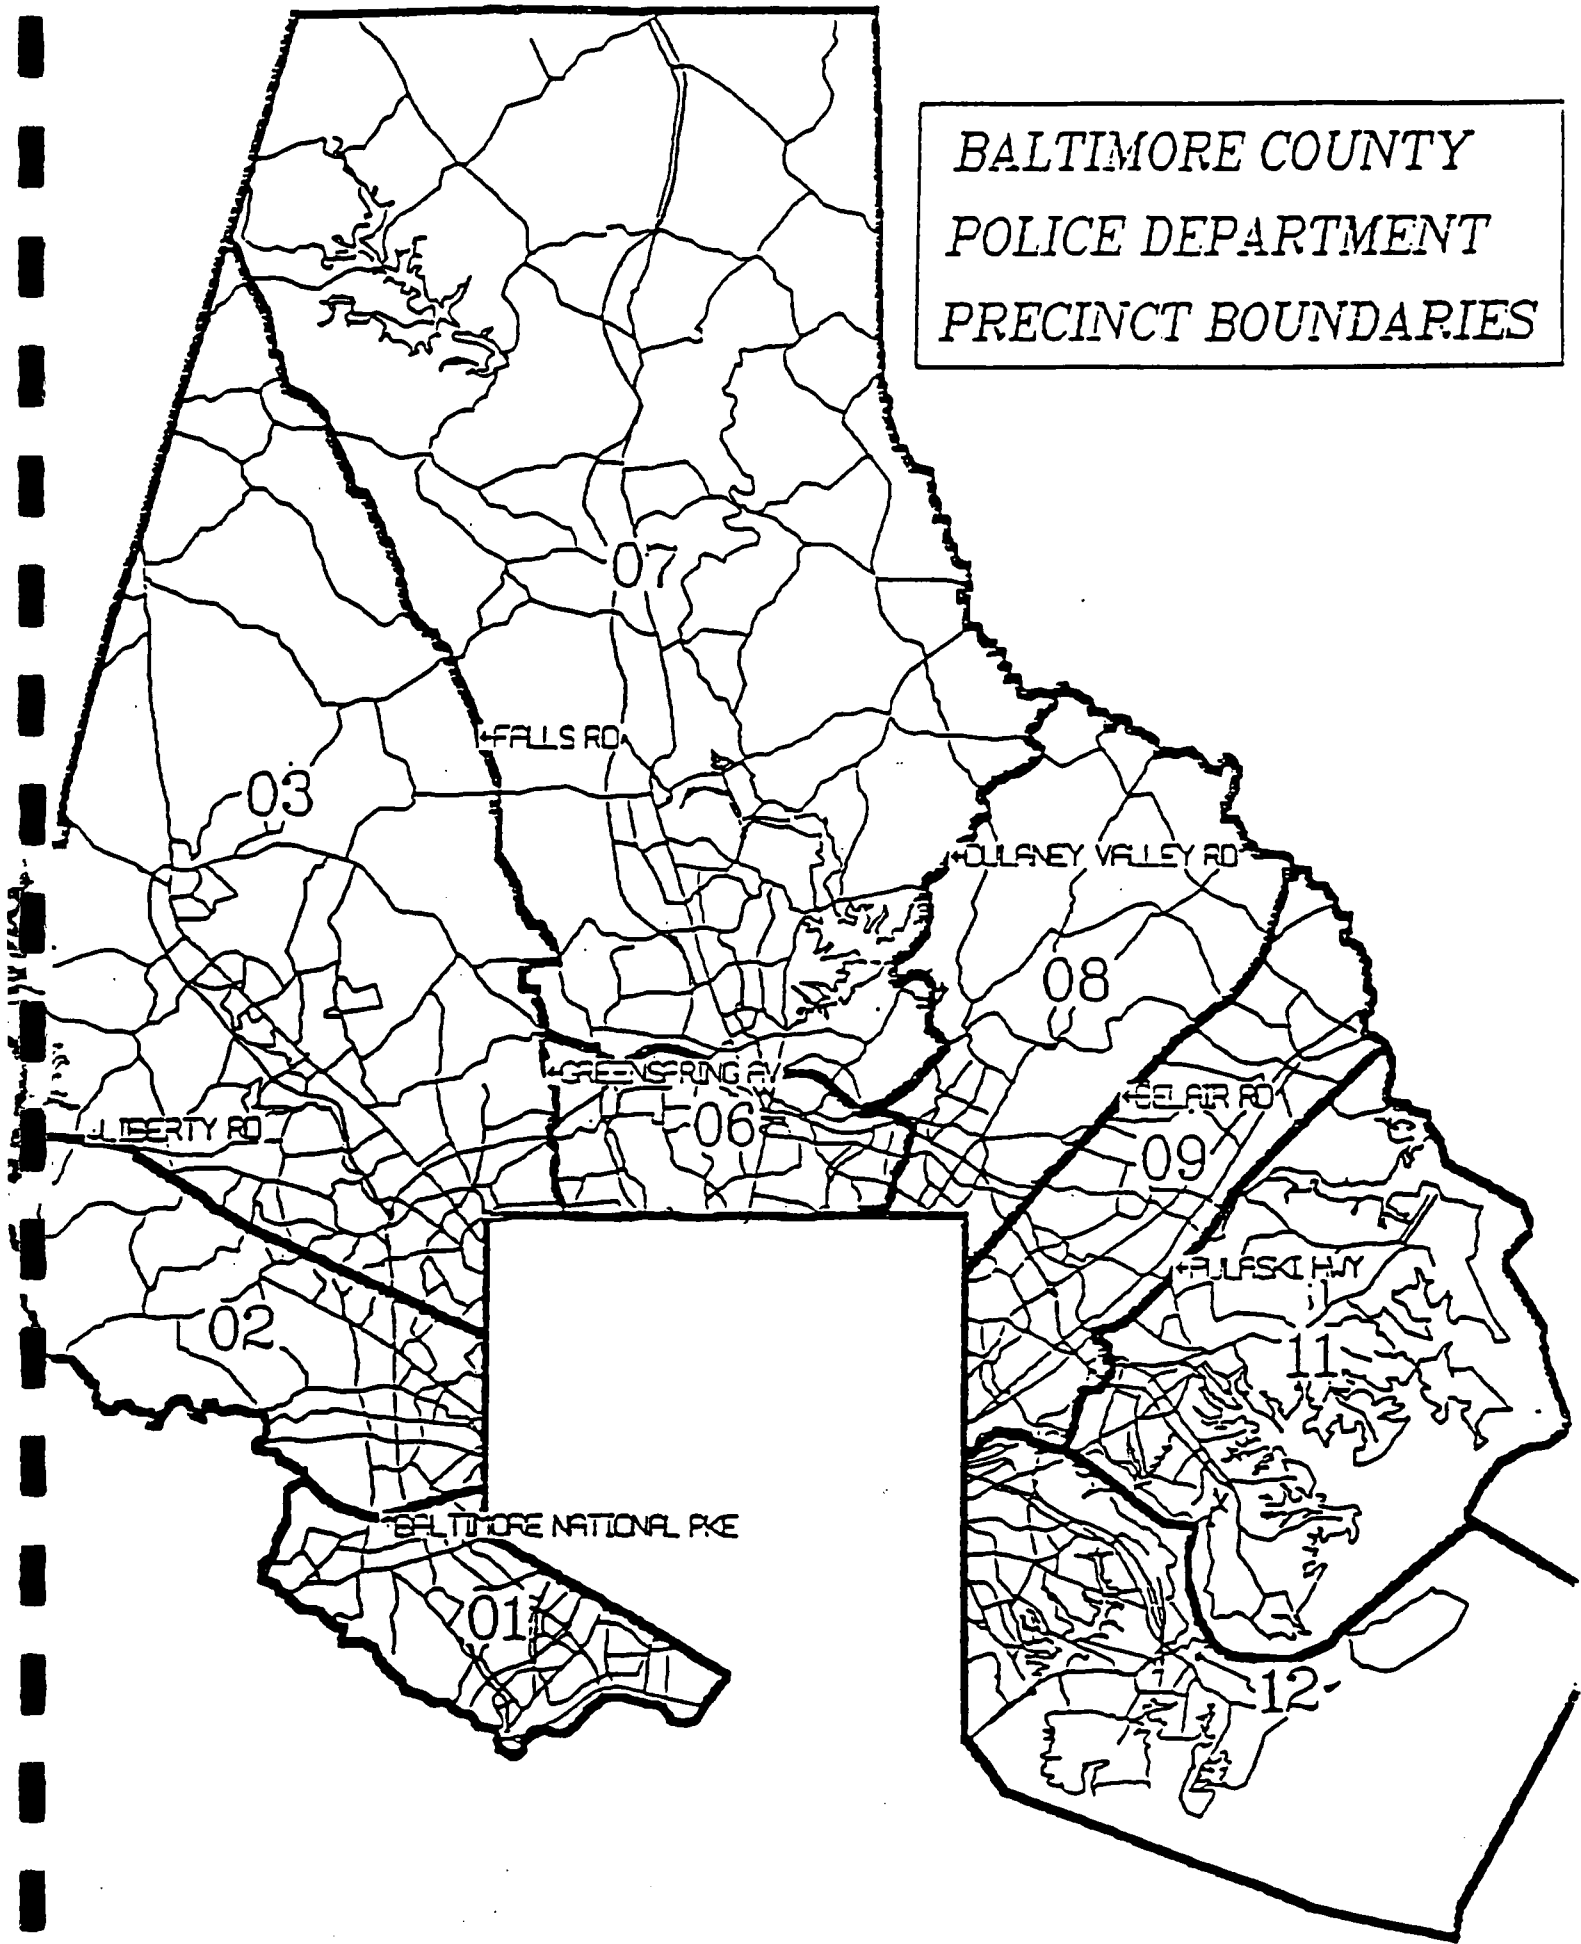 BALTIMORE COUNTY
POLICE DEPARTMENT
PRECINCT BOUNDARIES
07
FALLS RD
03
DULANEY VALLEY RD
08
GREENSPRING AV
BELAIR RD
06
LIBERTY RD
09
PULASKI HWY
02
11
BALTIMORE NATIONAL PKE
01
12